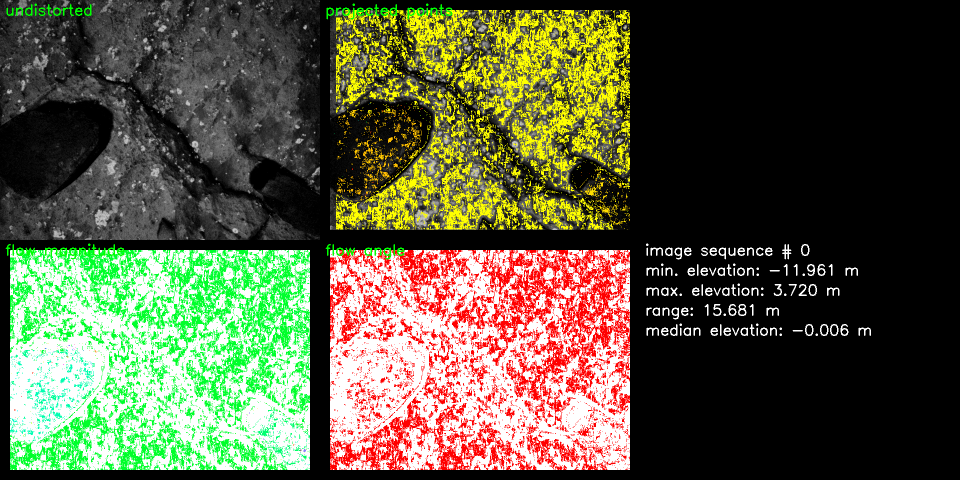 undistorted
projected points
flow magnitude
flow angle
image sequence # 0
min. elevation: −11.961 m
max. elevation: 3.720 m
range: 15.681 m
median elevation: −0.006 m